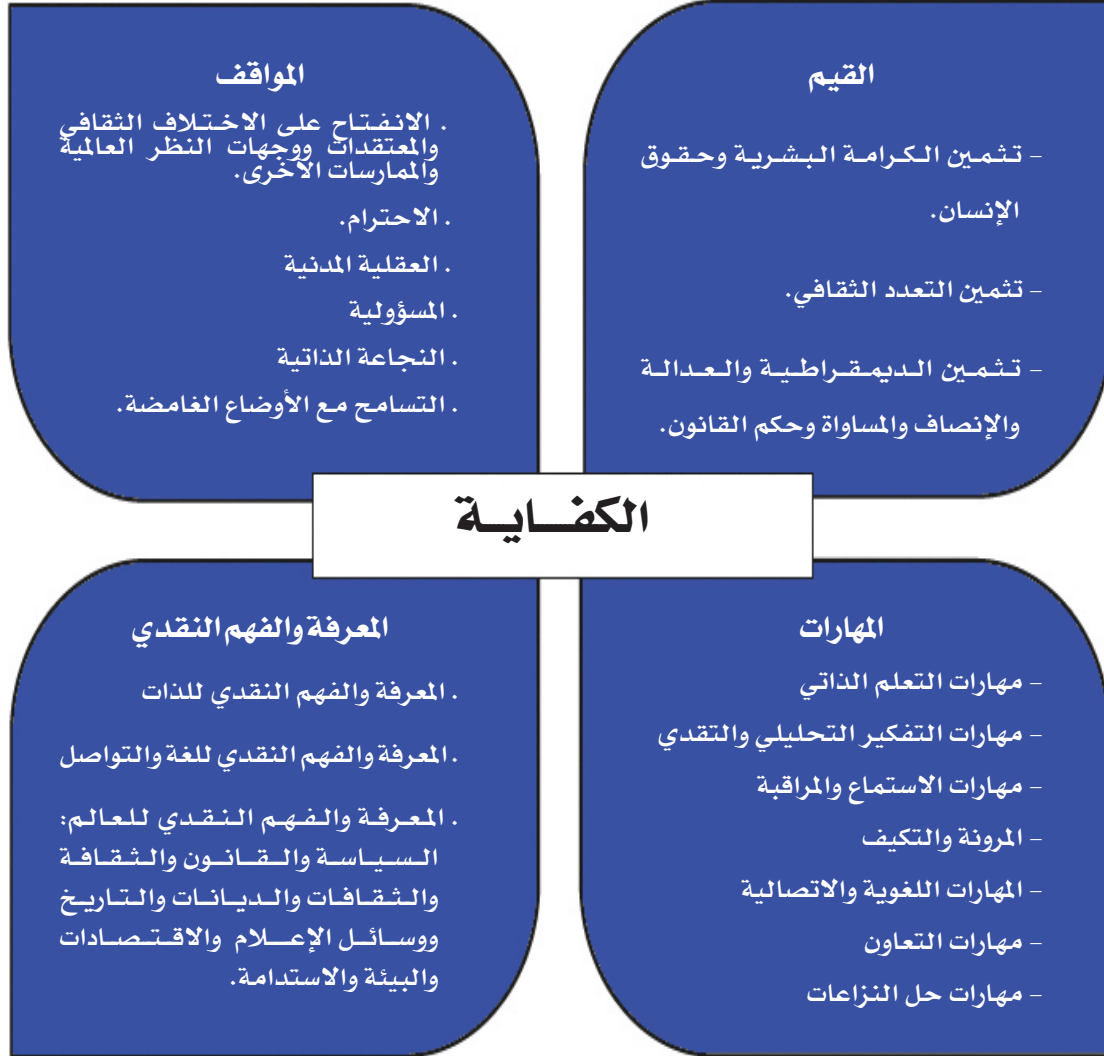 القيم
- تثمين الكرامة البشرية وحقوق
الإنسان.
- تثمين التعدد الثقافي.
- تثمين الديمقراطية والعدالة
والإنصاف والمساواة وحكم القانون.
المواقف
. الانفتاح على الاختلاف الثقافي
والمعتقدات ووجهات النظر العالمية
والممارسات الأخرى.
. الاحترام.
. العقلية المدنية
. المسؤولية
. النجاعة الذاتية
. التسامح مع الأوضاع الغامضة.
الكفاية
المهارات
- مهارات التعلم الذاتي
- مهارات التفكير التحليلي والتقدي
- مهارات الاستماع والمراقبة
- المرونة والتكيف
- المهارات اللغوية والاتصالية
- مهارات التعاون
- مهارات حل النزاعات
المعرفة والفهم النقدي
. المعرفة والفهم النقدي للذات
. المعرفة والفهم النقدي للغة والتواصل
. المعرفة والفهم النقدي للعالم:
السياسة والقانون والثقافة
والثقافات والديانات والتاريخ
ووسائل الإعلام والاقتصادات
والبيئة والاستدامة.